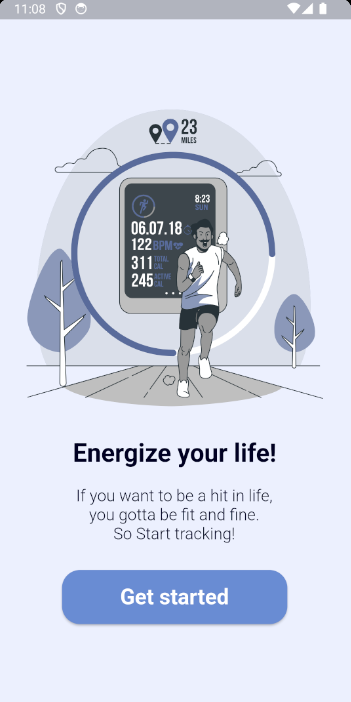 11:08
23
MILES
8:23
SUN
06.07.18
122 BPM
311 TOTAL CAL
245 ACTIVE CAL
Energize your life!
If you want to be a hit in life,
you gotta be fit and fine.
So Start tracking!
Get started